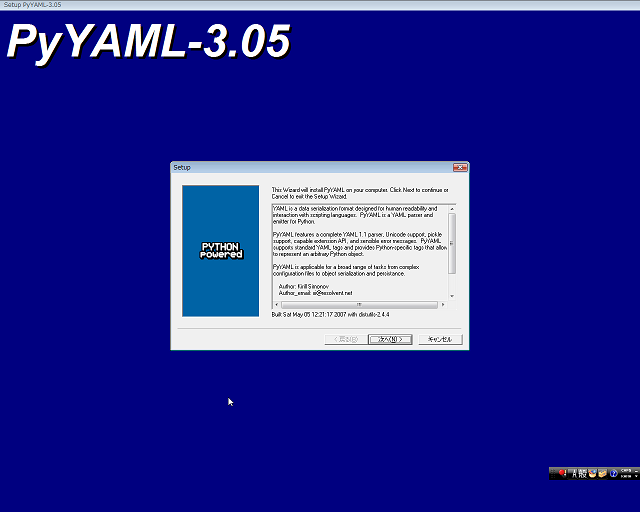 Setup PyYAML-3.05
PyYAML-3.05
Setup
This Wizard will install PyYAML on your computer. Click Next to continue or
Cancel to exit the Setup Wizard.
YAML is a data serialization format designed for human readability and
interaction with scripting languages. PyYAML is a YAML parser and
emitter for Python.
PyYAML features a complete YAML 1.1 parser, Unicode support, pickle
support, capable extension API, and sensible error messages. PyYAML
supports standard YAML tags and provides Python-specific tags that allow
to represent an arbitrary Python object.
PyYAML is applicable for a broad range of tasks from complex
configuration files to object serialization and persistance.
Author: Kirill Simonov
Author_email: xi@resolvent.net
PYTHON
powered
Built Sat May 05 12:21:17 2007 with distutils-2.4.4
< 戻る(B)
次へ(N) >
キャンセル
A 般
CAPS
KANA